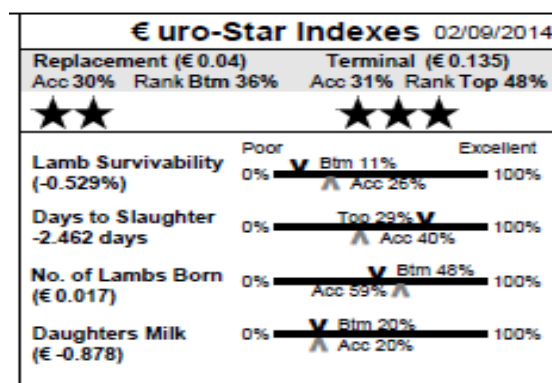 €uro-Star Indexes 02/09/2014
Replacement (€0.04) Terminal (€0.135)
Acc 30% Rank Btm 36% Acc 31% Rank Top 48%
Poor Excellent
Lamb Survivability 0% Btm 11% 100%
(-0.529%) Acc 26%
Days to Slaughter 0% Top 29% 100%
-2.462 days Acc 40%
No. of Lambs Born 0% Btm 48% 100%
(€0.017) Acc 59%
Daughters Milk 0% Btm 20% 100%
(€-0.878) Acc 20%